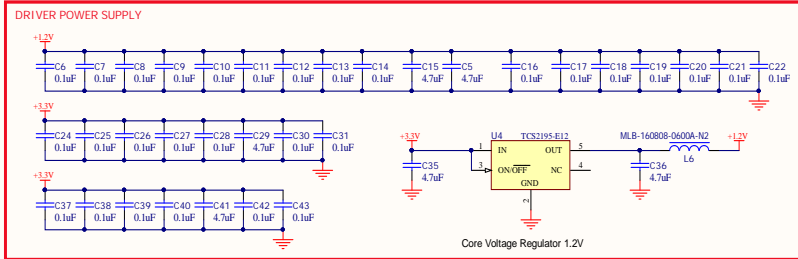 DRIVER POWER SUPPLY
+1.2V
C6 C7 C8 C9 C10 C11 C12 C13 C14 C15 C5 C16 C17 C18 C19 C20 C21 C22
0.1uF 0.1uF 0.1uF 0.1uF 0.1uF 0.1uF 0.1uF 0.1uF 0.1uF 4.7uF 4.7uF 0.1uF 0.1uF 0.1uF 0.1uF 0.1uF 0.1uF 0.1uF
+3.3V
C24 C25 C26 C27 C28 C29 C30 C31
0.1uF 0.1uF 0.1uF 0.1uF 0.1uF 4.7uF 0.1uF 0.1uF
+3.3V
C37 C38 C39 C40 C41 C42 C43
0.1uF 0.1uF 0.1uF 0.1uF 4.7uF 0.1uF 0.1uF
U4 TCS2195-E12 MLB-160808-0600A-N2
+3.3V 1 IN OUT 5 +1.2V
C35 3 ON/OFF NC 4 C36 L6
4.7uF GND 4.7uF
2
Core Voltage Regulator 1.2V